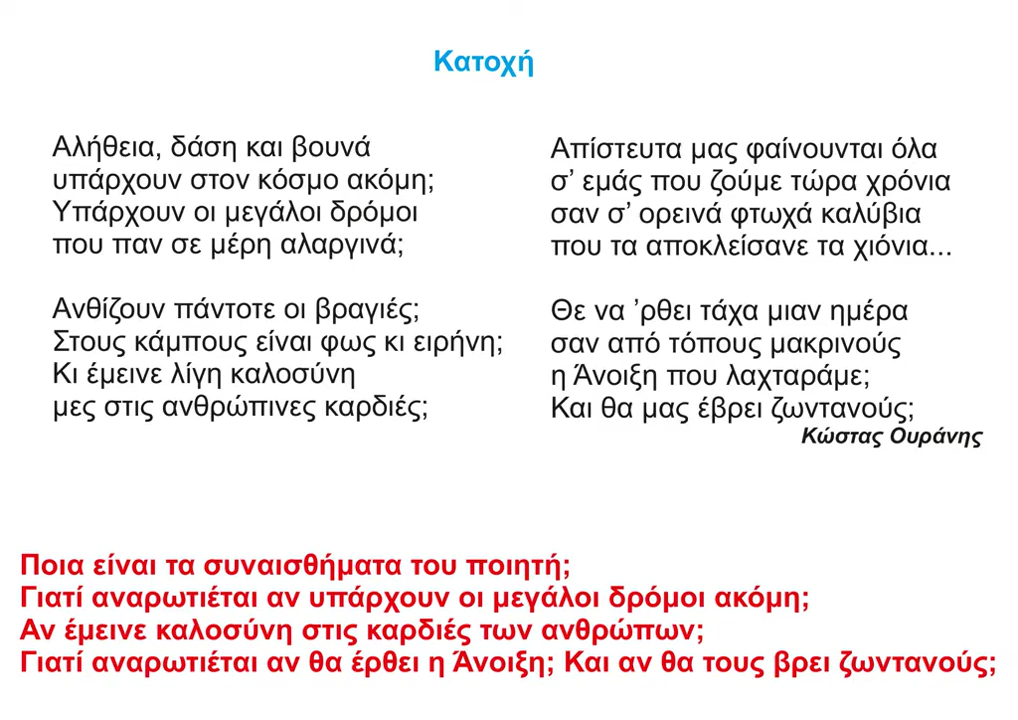 Κατοχή
Αλήθεια, δάση και βουνά
υπάρχουν στον κόσμο ακόμη;
Υπάρχουν οι μεγάλοι δρόμοι
που παν σε μέρη αλαργινά;
Ανθίζουν πάντοτε οι βραγιές;
Στους κάμπους είναι φως κι ειρήνη;
Κι έμεινε λίγη καλοσύνη
μες στις ανθρώπινες καρδιές;
Απίστευτα μας φαίνουνται όλα
σ’ εμάς που ζούμε τώρα χρόνια
σαν σ’ ορεινά φτωχά καλύβια
που τα αποκλείσανε τα χιόνια...
Θε να ’ρθει τάχα μιαν ημέρα
σαν από τόπους μακρινούς
η Άνοιξη που λαχταράμε;
Και θα μας έβρει ζωντανούς;
Κώστας Ουράνης
Ποια είναι τα συναισθήματα του ποιητή;
Γιατί αναρωτιέται αν υπάρχουν οι μεγάλοι δρόμοι ακόμη;
Αν έμεινε καλοσύνη στις καρδιές των ανθρώπων;
Γιατί αναρωτιέται αν θα έρθει η Άνοιξη; Και αν θα τους βρει ζωντανούς;